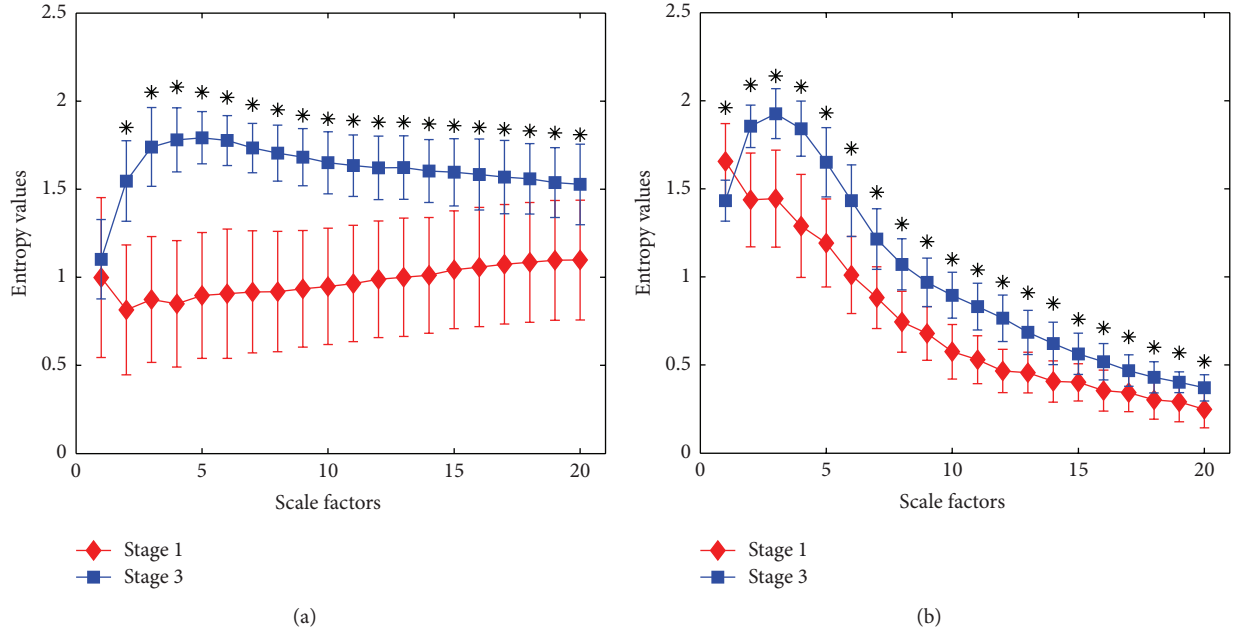 2.5
2
1.5
1
0.5
0
0 5 10 15 20
Entropy values
Scale factors
Stage 1
Stage 3
(a)
2.5
2
1.5
1
0.5
0
0 5 10 15 20
Entropy values
Scale factors
Stage 1
Stage 3
(b)